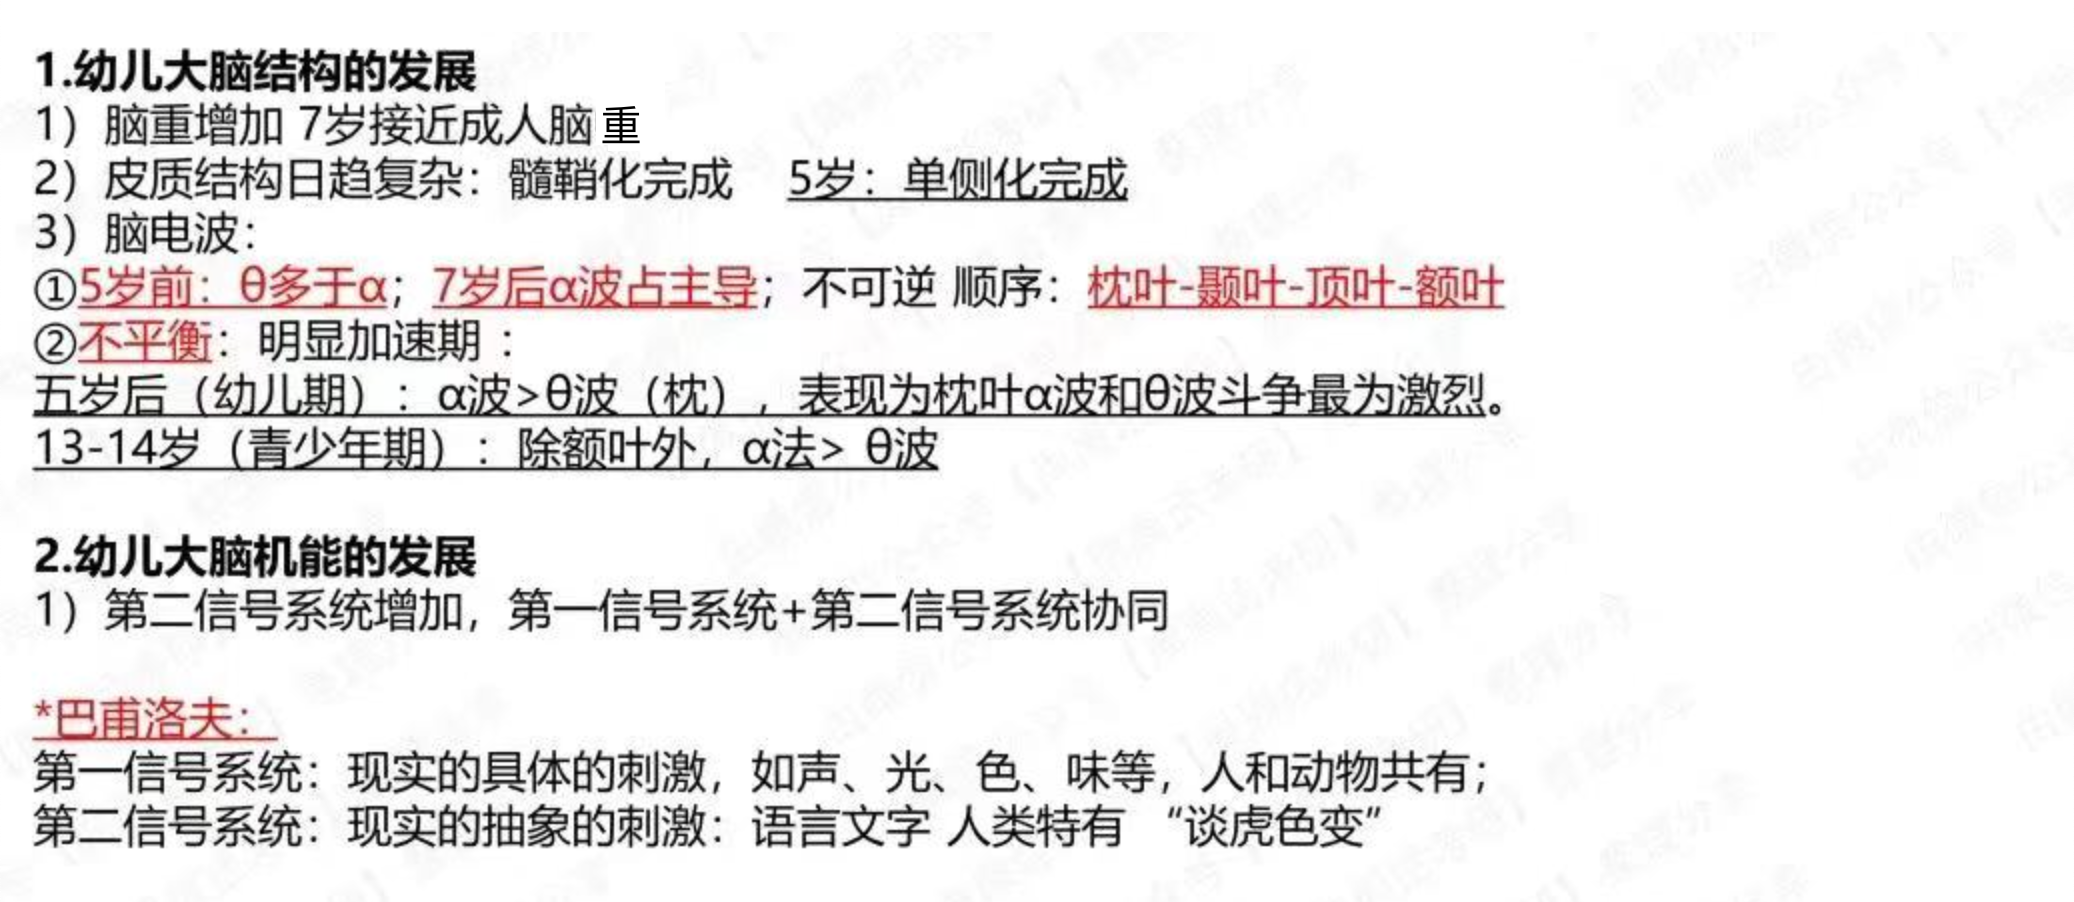 1.幼儿大脑结构的发展
1）脑重增加 7岁接近成人脑重
2）皮质结构日趋复杂：髓鞘化完成 5岁：单侧化完成
3）脑电波：
①5岁前：θ多于α；7岁后α波占主导；不可逆 顺序：枕叶-颞叶-顶叶-额叶
②不平衡：明显加速期 ：
五岁后（幼儿期）：α波>θ波（枕），表现为枕叶α波和θ波斗争最为激烈。
13-14岁（青少年期）：除额叶外，α法> θ波
2.幼儿大脑机能的发展
1）第二信号系统增加，第一信号系统+第二信号系统协同
*巴甫洛夫：
第一信号系统：现实的具体的刺激，如声、光、色、味等，人和动物共有；
第二信号系统：现实的抽象的刺激：语言文字 人类特有 “谈虎色变”